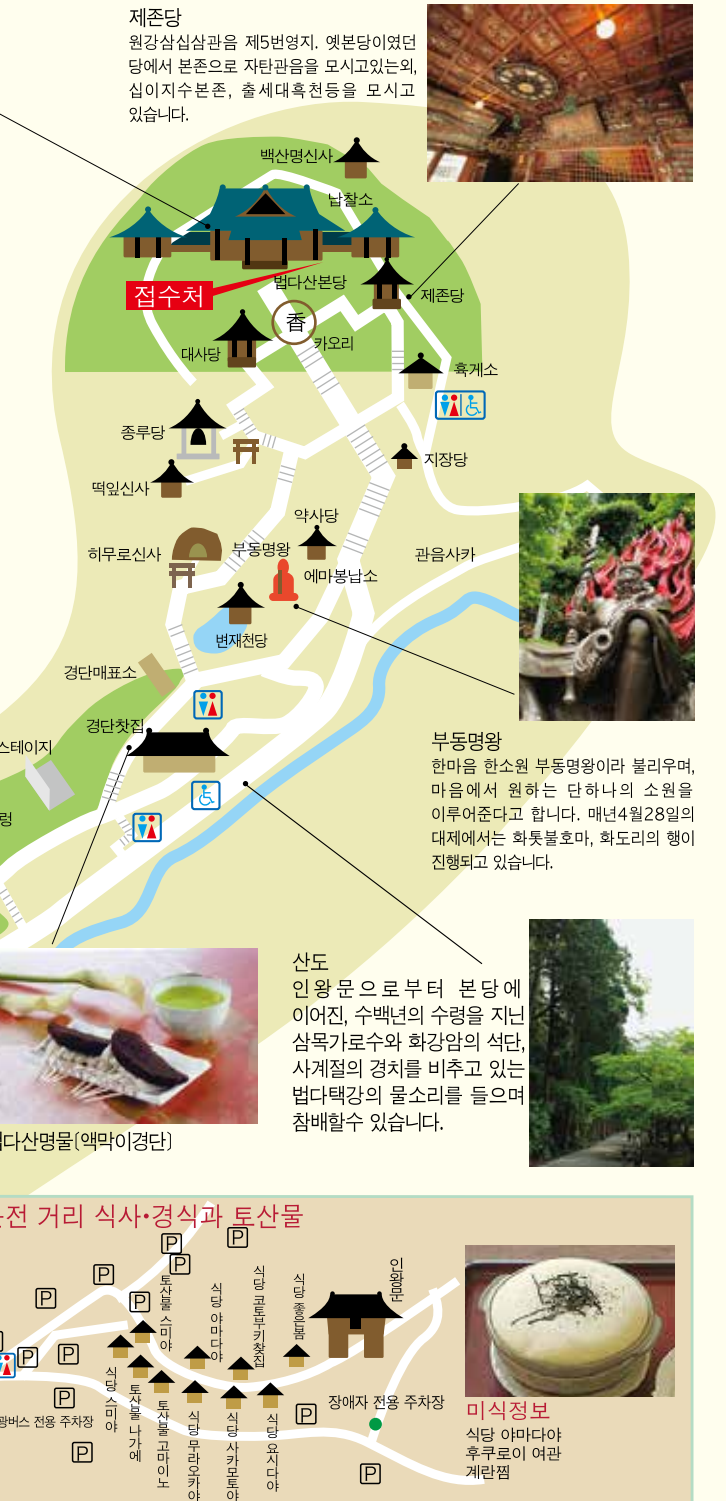 제존당
원강삼십삼관음 제5번영지. 옛본당이였던
당에서 본존으로 자탄관음을 모시고있는외,
십이지수본존, 출세대흑천등을 모시고
있습니다.
백산명신사
납찰소
법다산본당
접수처
제존당
香
카오리
대사당
휵게소
종루당
지장당
떡잎신사
약사당
히무로신사
부동명왕
관음사카
에마봉납소
변재천당
경단매표소
경단찻집
스테이지
렁
부동명왕
한마음 한소원 부동명왕이라 불리우며,
마음에서 원하는 단하나의 소원을
이루어준다고 합니다. 매년4월28일의
대제에서는 화톳불호마, 화도리의 행이
진행되고 있습니다.
산도
인왕문으로부터 본당에
이어진, 수백년의 수령을 지닌
삼목가로수와 화강암의 석단,
사계절의 경치를 비추고 있는
법다택강의 물소리를 들으며
참배할수 있습니다.
다산명물〔액막이경단〕
전 거리 식사•경식과 토산물
P
P
P
P
P
P
P
P
P
P
P
토산물 스미야
식당 야마다야
식당 코토부키찻집
식당 좋은봄
인왕문
식당 스미야
토산물 나가에
토산물 고마이노
식당 무라오카야
식당 사카모토야
식당 요시다야
장애자 전용 주차장
광버스 전용 주차장
미식정보
식당 야마다야
후쿠로이 여관
계란찜